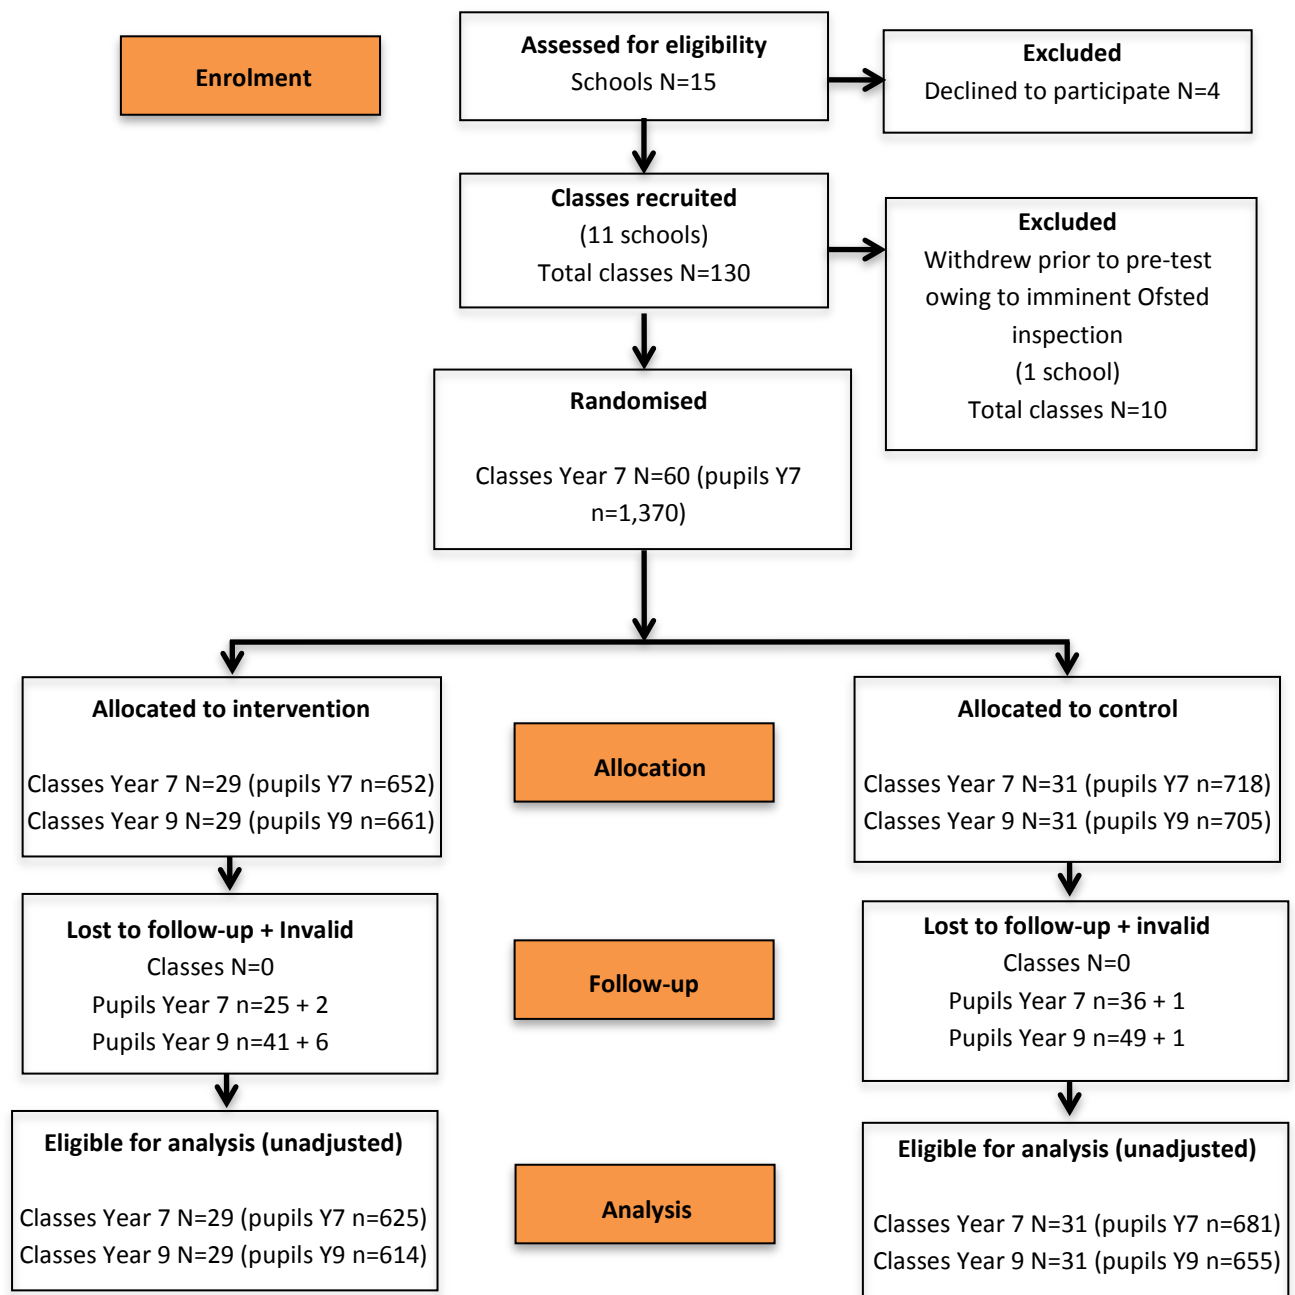 Enrolment
Assessed for eligibility
Schools N=15
Excluded
Declined to participate N=4
Classes recruited
(11 schools)
Total classes N=130
Excluded
Withdrew prior to pre-test
owing to imminent Ofsted
inspection
(1 school)
Total classes N=10
Randomised
Classes Year 7 N=60 (pupils Y7
n=1,370)
Allocated to intervention
Classes Year 7 N=29 (pupils Y7 n=652)
Classes Year 9 N=29 (pupils Y9 n=661)
Allocation
Allocated to control
Classes Year 7 N=31 (pupils Y7 n=718)
Classes Year 9 N=31 (pupils Y9 n=705)
Lost to follow-up + Invalid
Classes N=0
Pupils Year 7 n=25 + 2
Pupils Year 9 n=41 + 6
Follow-up
Lost to follow-up + invalid
Classes N=0
Pupils Year 7 n=36 + 1
Pupils Year 9 n=49 + 1
Eligible for analysis (unadjusted)
Classes Year 7 N=29 (pupils Y7 n=625)
Classes Year 9 N=29 (pupils Y9 n=614)
Analysis
Eligible for analysis (unadjusted)
Classes Year 7 N=31 (pupils Y7 n=681)
Classes Year 9 N=31 (pupils Y9 n=655)